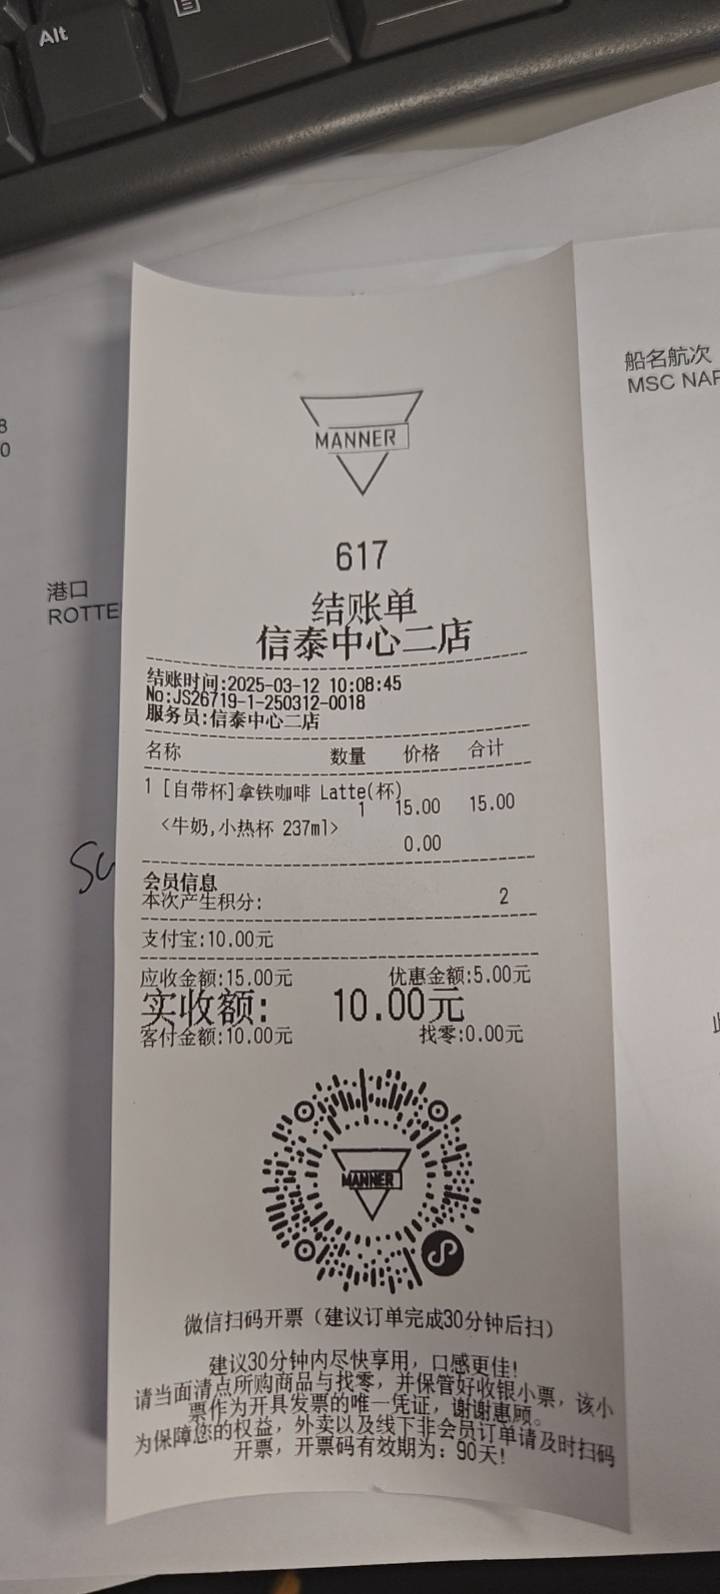 Alt
船名航次
MSC NAP
8
0
港口
ROTTE
MANNER
617
结账单
信泰中心二店
结账时间:2025-03-12 10:08:45
No:JS26719-1-250312-0018
服务员:信泰中心二店
名称 数量 价格 合计
1 [自带杯]拿铁咖啡 Latte(杯)
1 15.00 15.00
<牛奶,小热杯 237ml>
0.00
会员信息
本次产生积分: 2
支付宝:10.00元
应收金额:15.00元 优惠金额:5.00元
实收额: 10.00元
客付金额:10.00元 找零:0.00元
MANNER
微信扫码开票（建议订单完成30分钟后扫）
建议30分钟内尽快享用，口感更佳!
请当面清点所购商品与找零，并保管好收银小票，该小
票作为开具发票的唯一凭证，谢谢惠顾。
为保障您的权益，外卖以及线下非会员订单请及时扫码
开票，开票码有效期为：90天!